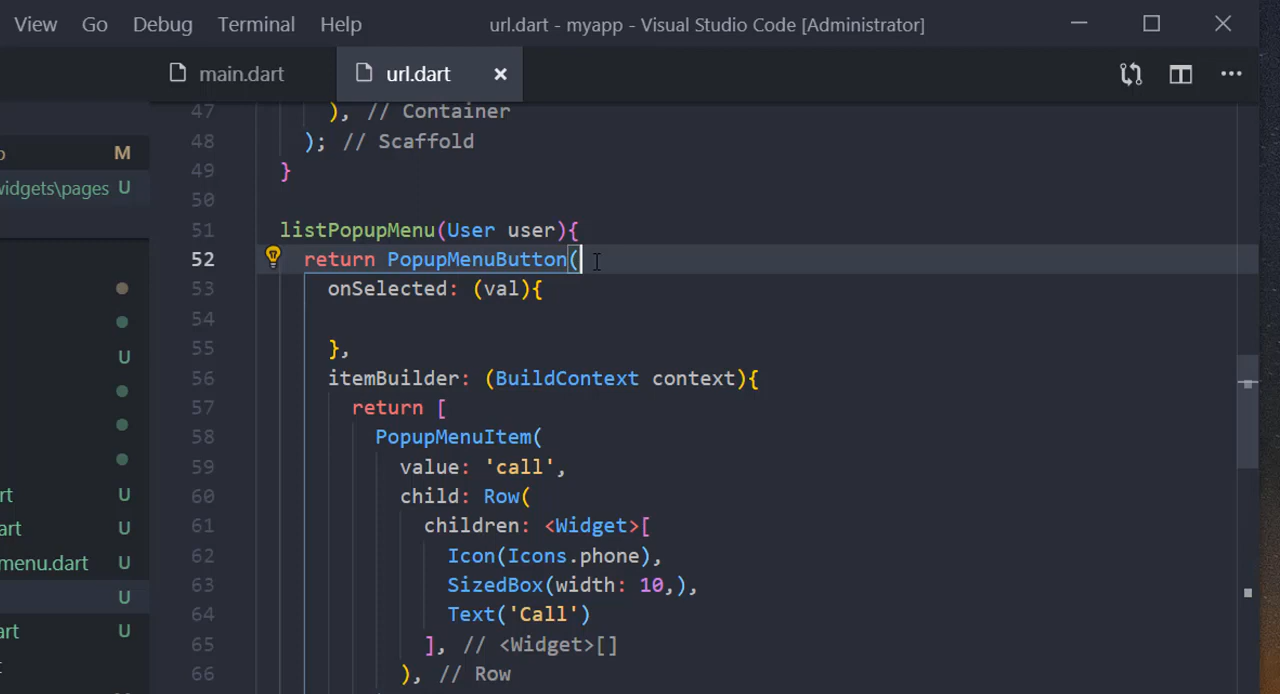 View Go Debug Terminal Help url.dart - myapp - Visual Studio Code [Administrator]
main.dart url.dart
47 ), // Container
48 ); // Scaffold
49 }
50
51 listPopupMenu(User user){
52 return PopupMenuButton(
53 onSelected: (val){
54
55 },
56 itemBuilder: (BuildContext context){
57 return [
58 PopupMenuItem(
59 value: 'call',
60 child: Row(
61 children: <Widget>[
62 Icon(Icons.phone),
63 SizedBox(width: 10,),
64 Text('Call')
65 ], // <Widget>[]
66 ), // Row
M
widgets\pages U
U
rt U
art U
menu.dart U
U
art U